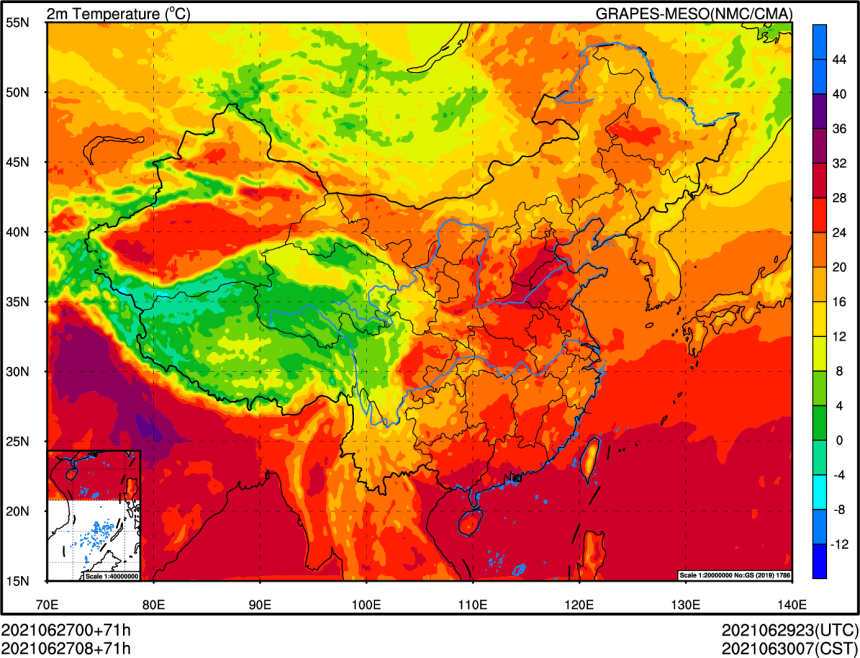 2m Temperature (°C) GRAPES-MESO(NMC/CMA)
55N
50N
45N
40N
35N
30N
25N
20N
15N
44
40
36
32
28
24
20
16
12
8
4
0
-4
-8
-12
Scale 1:40000000
Scale 1:20000000 No:GS (2019) 1786
70E 80E 90E 100E 110E 120E 130E 140E
2021062700+71h 2021062923(UTC)
2021062708+71h 2021063007(CST)